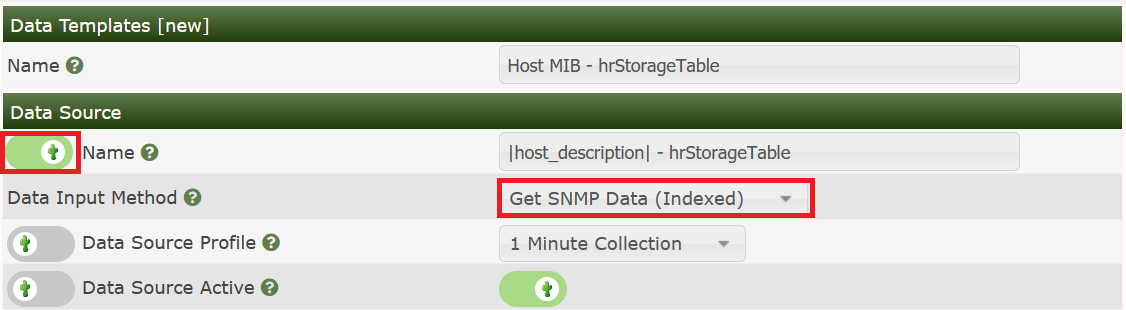 Data Templates [new]
Name
Host MIB - hrStorageTable
Data Source
Name
|host_description| - hrStorageTable
Data Input Method
Get SNMP Data (Indexed)
Data Source Profile
1 Minute Collection
Data Source Active